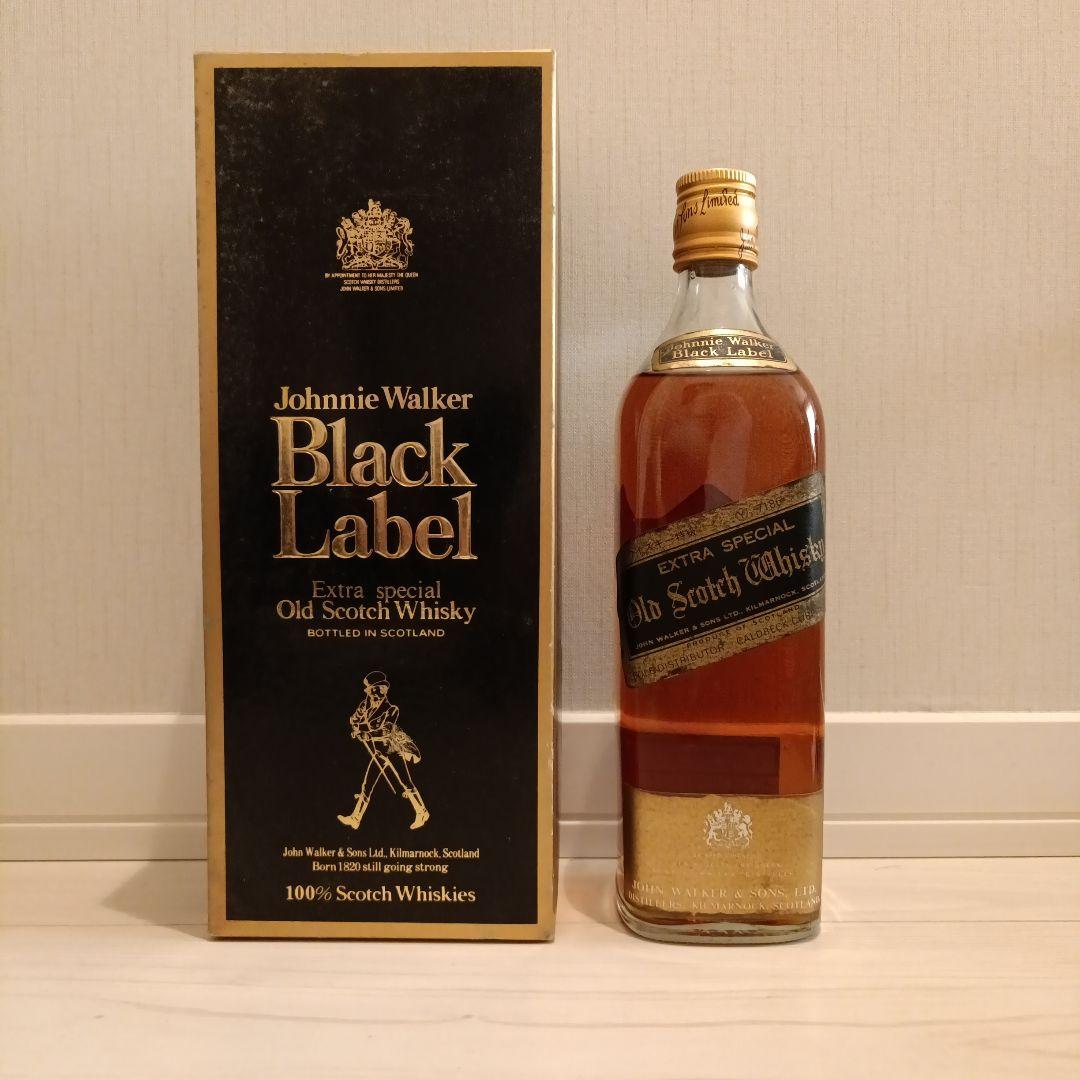 BY APPOINTMENT TO HER MAJESTY THE QUEEN
SCOTCH WHISKY DISTILLERS
JOHN WALKER & SONS LIMITED
Johnnie Walker
Black
Label
Extra special
Old Scotch Whisky
BOTTLED IN SCOTLAND
John Walker & Sons Ltd., Kilmarnock, Scotland
Born 1820 still going strong
100% Scotch Whiskies
Sons Limited
Johnnie Walker
Black Label
EXTRA SPECIAL
Old Scotch Whisky
JOHN WALKER & SONS LTD., KILMARNOCK, SCOTLAND
PRODUCE OF SCOTLAND
SOLE DISTRIBUTOR CALDBECK
JOHN WALKER & SONS, LTD.
DISTILLERS, KILMARNOCK, SCOTLAND